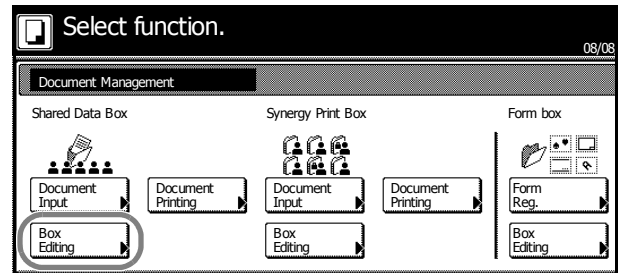 Select function.
08/08
Document Management
Shared Data Box
Synergy Print Box
Form box
Document
Input
Document
Printing
Document
Input
Document
Printing
Form
Reg.
Box
Editing
Box
Editing
Box
Editing